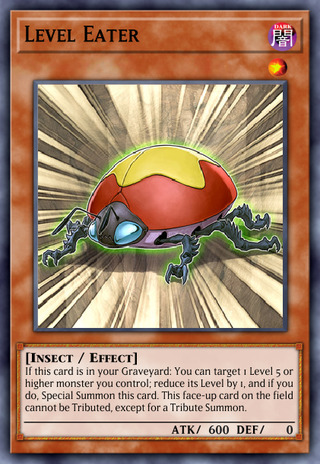 LEVEL EATER
DARK
闇
[INSECT / EFFECT]
If this card is in your Graveyard: You can target 1 Level 5 or
higher monster you control; reduce its Level by 1, and if you
do, Special Summon this card. This face-up card on the field
cannot be Tributed, except for a Tribute Summon.
ATK/ 600 DEF/ 0